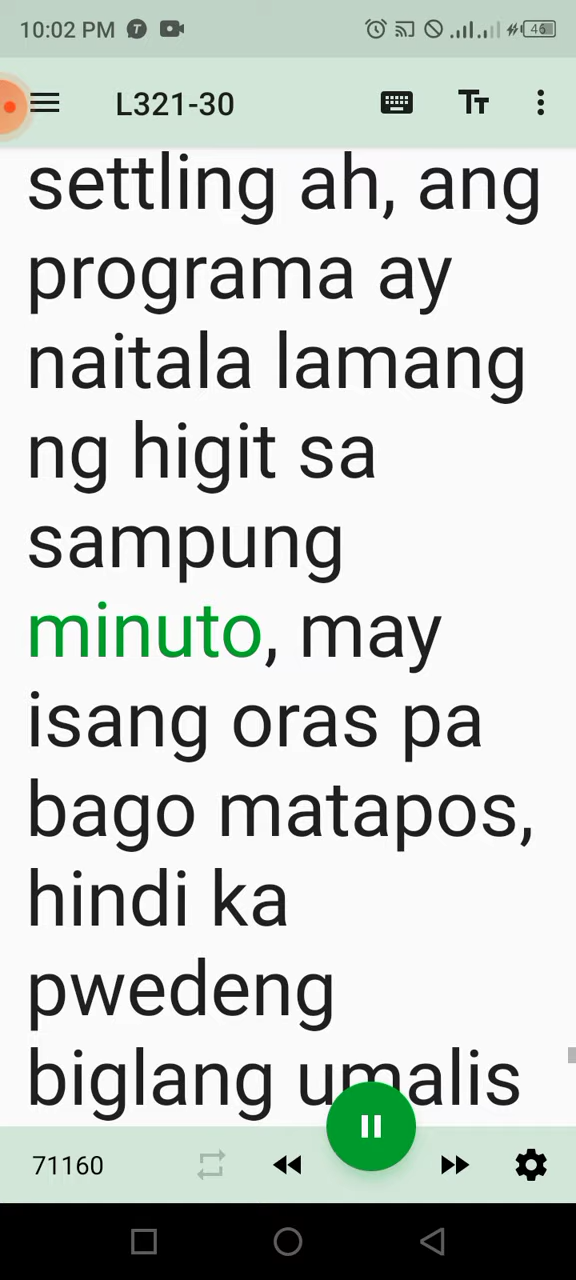 10:02 PM
46
L321-30
settling ah, ang
programa ay
naitala lamang
ng higit sa
sampung
minuto, may
isang oras pa
bago matapos,
hindi ka
pwedeng
biglang umalis
71160